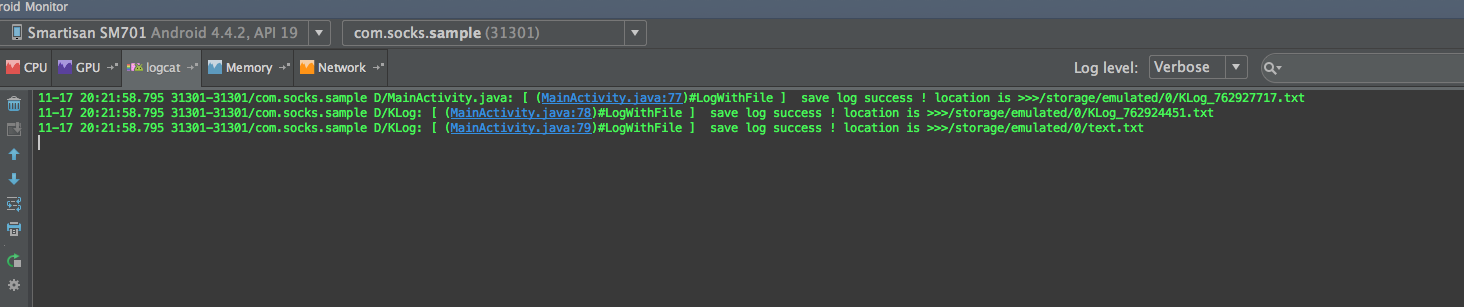 roid Monitor
Smartisan SM701 Android 4.4.2, API 19 com.socks.sample (31301)
CPU GPU logcat Memory Network Log level: Verbose
11-17 20:21:58.795 31301-31301/com.socks.sample D/MainActivity.java: [ (MainActivity.java:77)#LogWithFile ]  save log success ! location is >>>/storage/emulated/0/KLog_762927717.txt
11-17 20:21:58.795 31301-31301/com.socks.sample D/KLog: [ (MainActivity.java:78)#LogWithFile ]  save log success ! location is >>>/storage/emulated/0/KLog_762924451.txt
11-17 20:21:58.795 31301-31301/com.socks.sample D/KLog: [ (MainActivity.java:79)#LogWithFile ]  save log success ! location is >>>/storage/emulated/0/text.txt